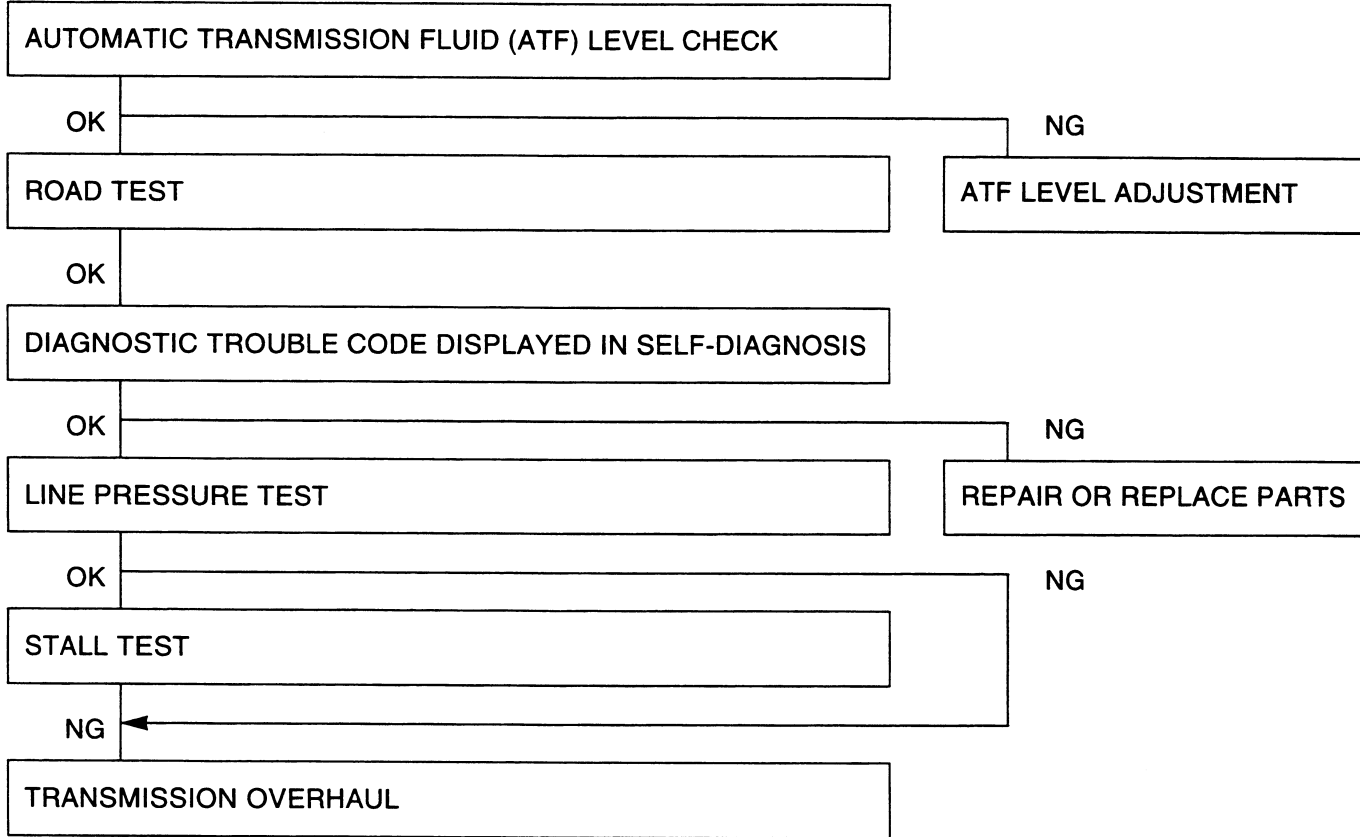 AUTOMATIC TRANSMISSION FLUID (ATF) LEVEL CHECK
OK
NG
ROAD TEST
ATF LEVEL ADJUSTMENT
OK
DIAGNOSTIC TROUBLE CODE DISPLAYED IN SELF-DIAGNOSIS
OK
NG
LINE PRESSURE TEST
REPAIR OR REPLACE PARTS
OK
NG
STALL TEST
NG
TRANSMISSION OVERHAUL